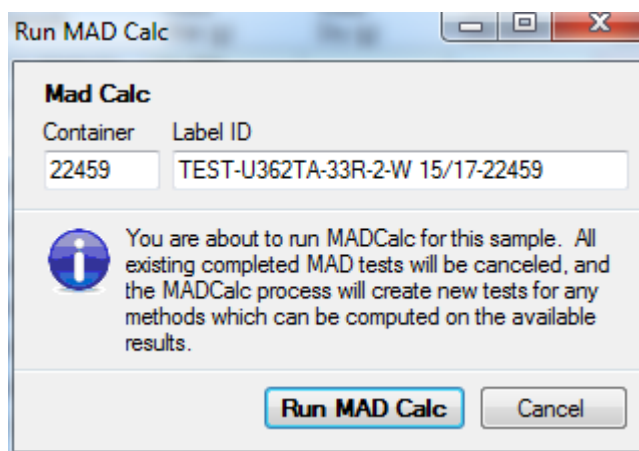 Run MAD Calc
Mad Calc
Container Label ID
22459 TEST-U362TA-33R-2-W 15/17-22459
You are about to run MADCalc for this sample. All
existing completed MAD tests will be canceled, and
the MADCalc process will create new tests for any
methods which can be computed on the available
results.
Run MAD Calc Cancel